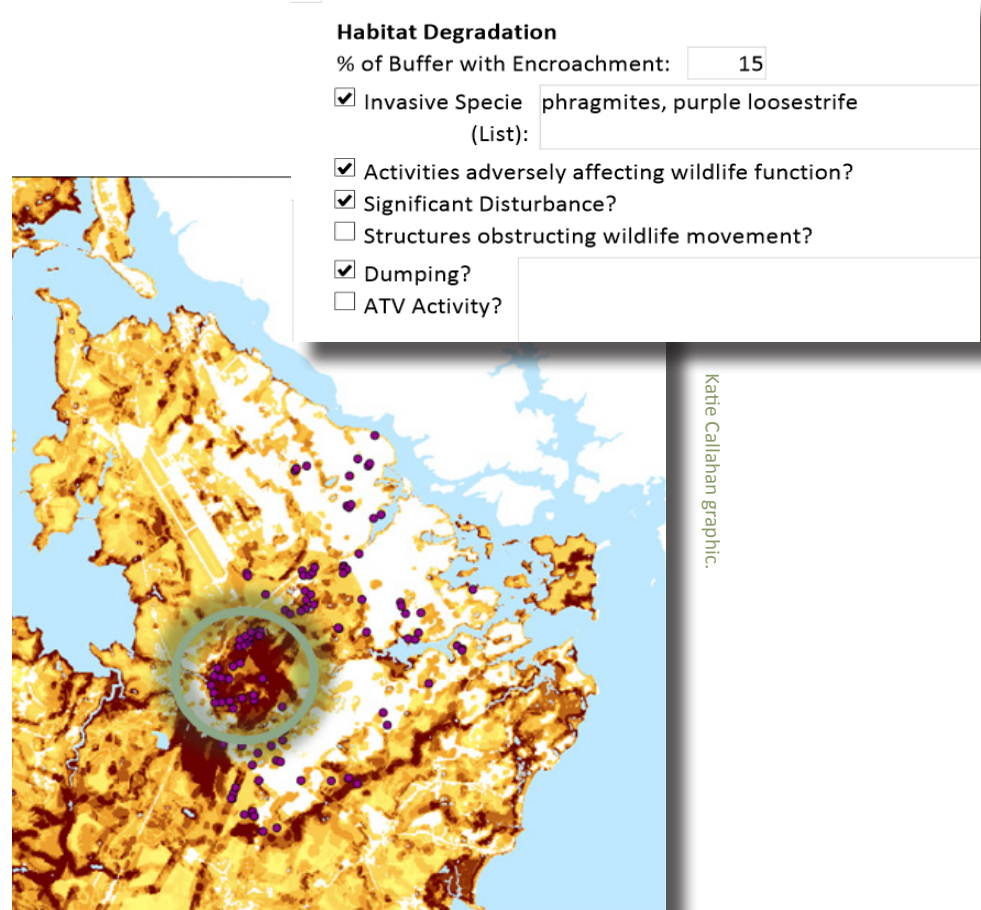 Habitat Degradation
% of Buffer with Encroachment: 15
Invasive Specie phragmites, purple loosestrife
(List):
Activities adversely affecting wildlife function?
Significant Disturbance?
Structures obstructing wildlife movement?
Dumping?
ATV Activity?
Katie Callahan graphic.